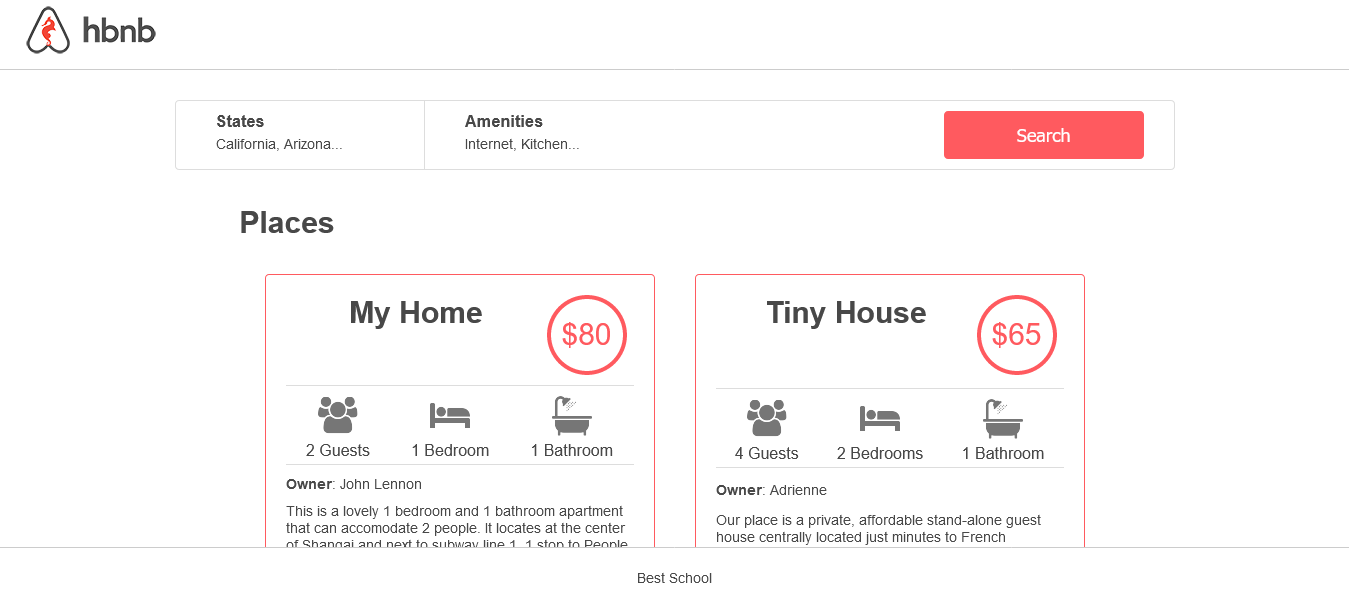 hbnb
States
California, Arizona...
Amenities
Internet, Kitchen...
Search
Places
My Home
$80
2 Guests
1 Bedroom
1 Bathroom
Owner: John Lennon
This is a lovely 1 bedroom and 1 bathroom apartment
that can accomodate 2 people. It locates at the center
of Shangai and next to subway line 1. 1 stop to People
Tiny House
$65
4 Guests
2 Bedrooms
1 Bathroom
Owner: Adrienne
Our place is a private, affordable stand-alone guest
house centrally located just minutes to French
Best School